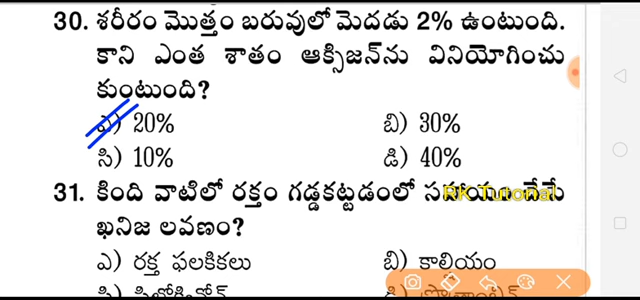 30. శరీరం మొత్తం బరువులో మెదడు 2% ఉంటుంది.
కాని ఎంత శాతం ఆక్సిజన్‌ను వినియోగించు
కుంటుంది?
ఎ) 20% బి) 30%
సి) 10% డి) 40%
31. కింది వాటిలో రక్తం గడ్డకట్టడంలో RK Tutorial
ఖనిజ లవణం?
ఎ) రక్త ఫలకికలు బి) కాల్షియం